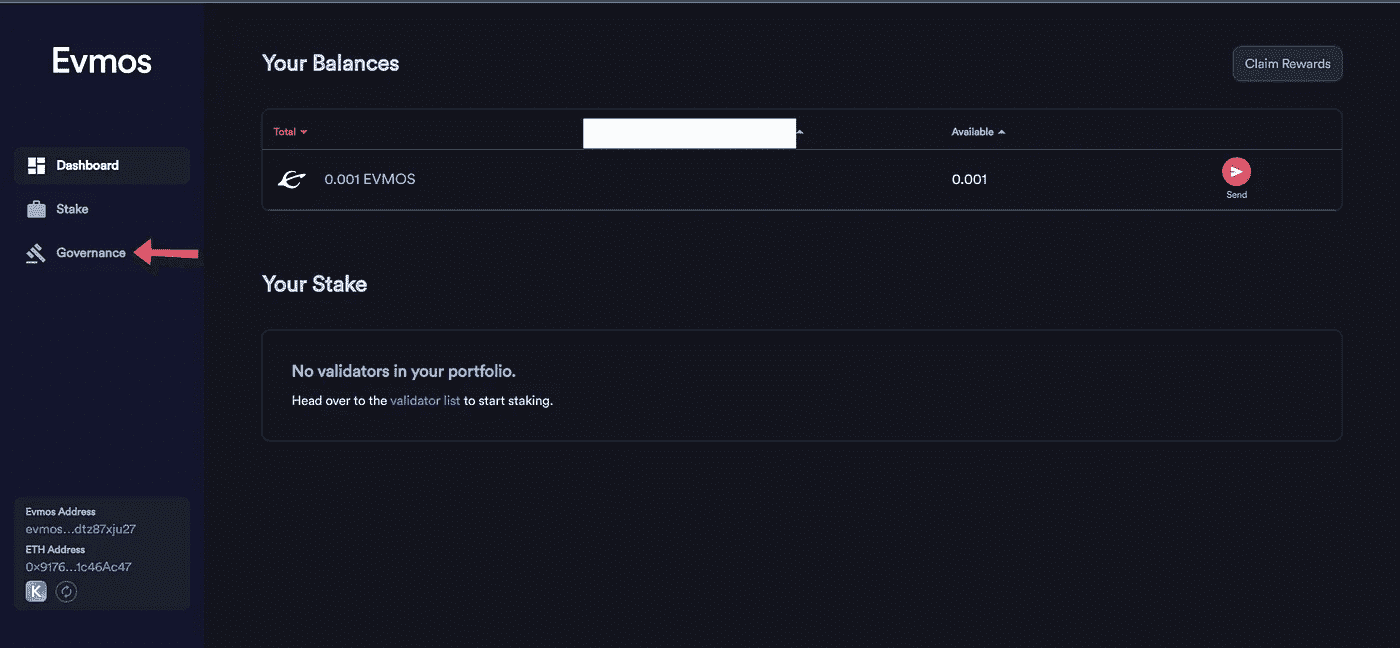 Evmos
Your Balances
Claim Rewards
Total
Available
Dashboard
0.001 EVMOS
0.001
Send
Stake
Governance
Your Stake
No validators in your portfolio.
Head over to the validator list to start staking.
Evmos Address
evmos...dtz87xju27
ETH Address
0x9176...1c46Ac47
K